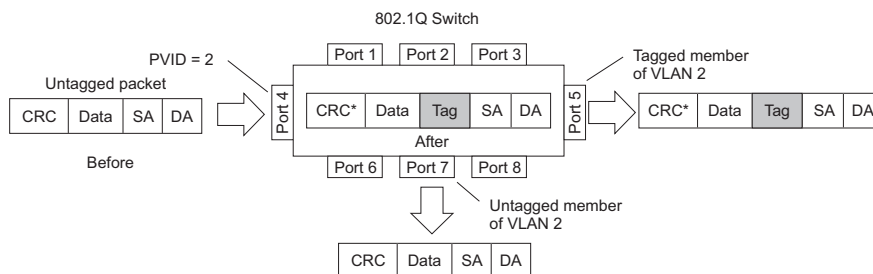 802.1Q Switch
PVID = 2
Port 1
Port 2
Port 3
Tagged member
of VLAN 2
Untagged packet
CRC
Data
SA
DA
Before
Port 4
CRC*
Data
Tag
SA
DA
After
Port 5
CRC*
Data
Tag
SA
DA
Port 6
Port 7
Port 8
Untagged member
of VLAN 2
CRC
Data
SA
DA